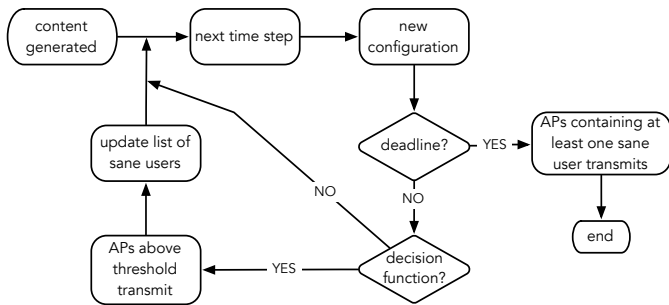 content
generated
next time step
new
configuration
deadline?
YES
APs containing at
least one sane
user transmits
update list of
sane users
NO
NO
end
APs above
threshold
transmit
YES
decision
function?